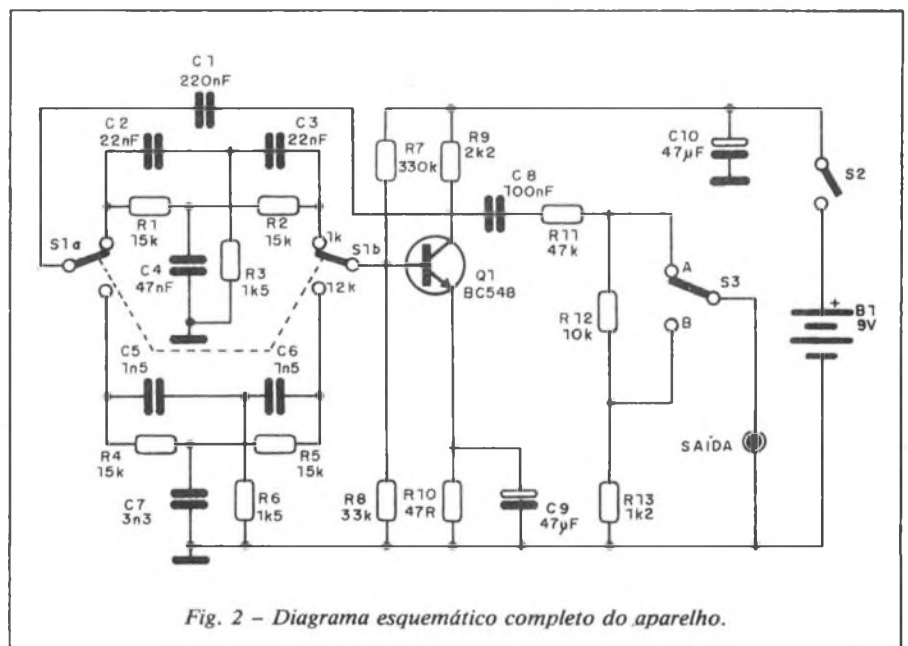 C1
220nF
C2
22nF
C3
22nF
R7
330k
R9
2k2
C10
47µF
C8
100nF
S2
R1
15k
R2
15k
R11
47k
S1a
1k
S1b
C4
47nF
R3
1k5
Q1
BC548
A
S3
12k
R12
10k
B
+
B1
9V
C5
1n5
C6
1n5
R4
15k
R5
15k
SAÍDA
C7
3n3
R6
1k5
R8
33k
R10
47R
C9
47µF
R13
1k2
Fig. 2 – Diagrama esquemático completo do aparelho.